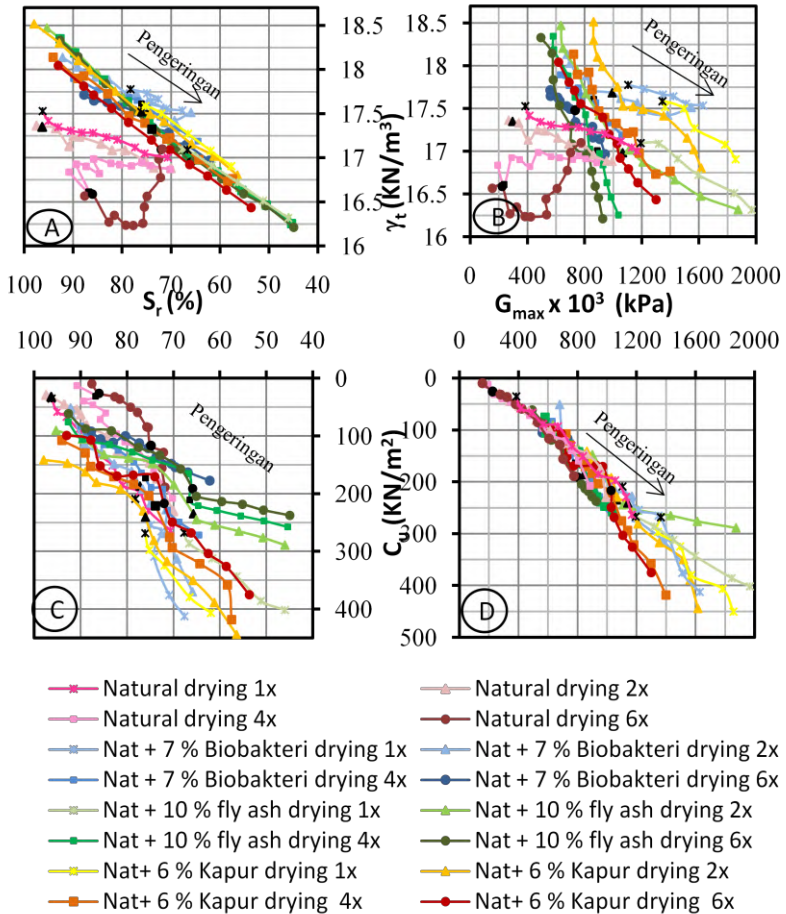 18.5
18
17.5
17
16.5
16
γt (KN/m³)
Pengeringan
A
100 90 80 70 60 50 40
Sr (%)
18.5
18
17.5
17
16.5
16
Pengeringan
B
0 400 800 1200 1600 2000
Gmax x 10³ (kPa)
100 90 80 70 60 50 40
0
100
200
300
400
Cu (KN/m²)
Pengeringan
C
0 400 800 1200 1600 2000
0
100
200
300
400
500
Pengeringan
D
Natural drying 1x
Natural drying 2x
Natural drying 4x
Natural drying 6x
Nat + 7 % Biobakteri drying 1x
Nat + 7 % Biobakteri drying 2x
Nat + 7 % Biobakteri drying 4x
Nat + 7 % Biobakteri drying 6x
Nat + 10 % fly ash drying 1x
Nat + 10 % fly ash drying 2x
Nat + 10 % fly ash drying 4x
Nat + 10 % fly ash drying 6x
Nat+ 6 % Kapur drying 1x
Nat+ 6 % Kapur drying 2x
Nat+ 6 % Kapur drying 4x
Nat+ 6 % Kapur drying 6x